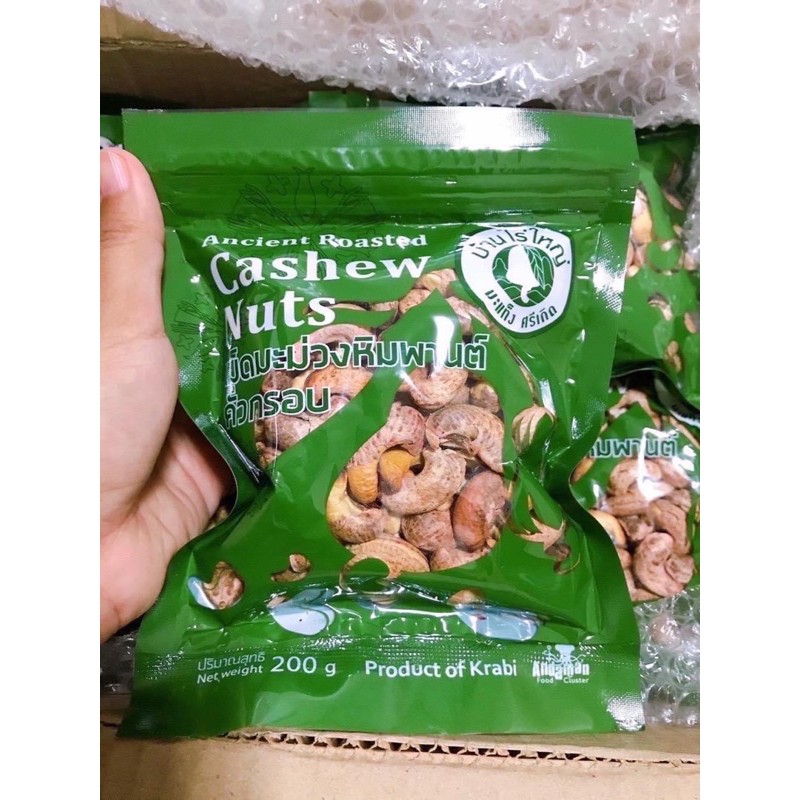 Ancient Roasted
Cashew
Nuts
เม็ดมะม่วงหิมพานต์
คั่วกรอบ
บ้านไร่ใหญ่
มะแก็ง ศรีเกิด
หิมพานต์
ปริมาณสุทธิ
Net weight 200 g
Product of Krabi
Andaman
Food Cluster